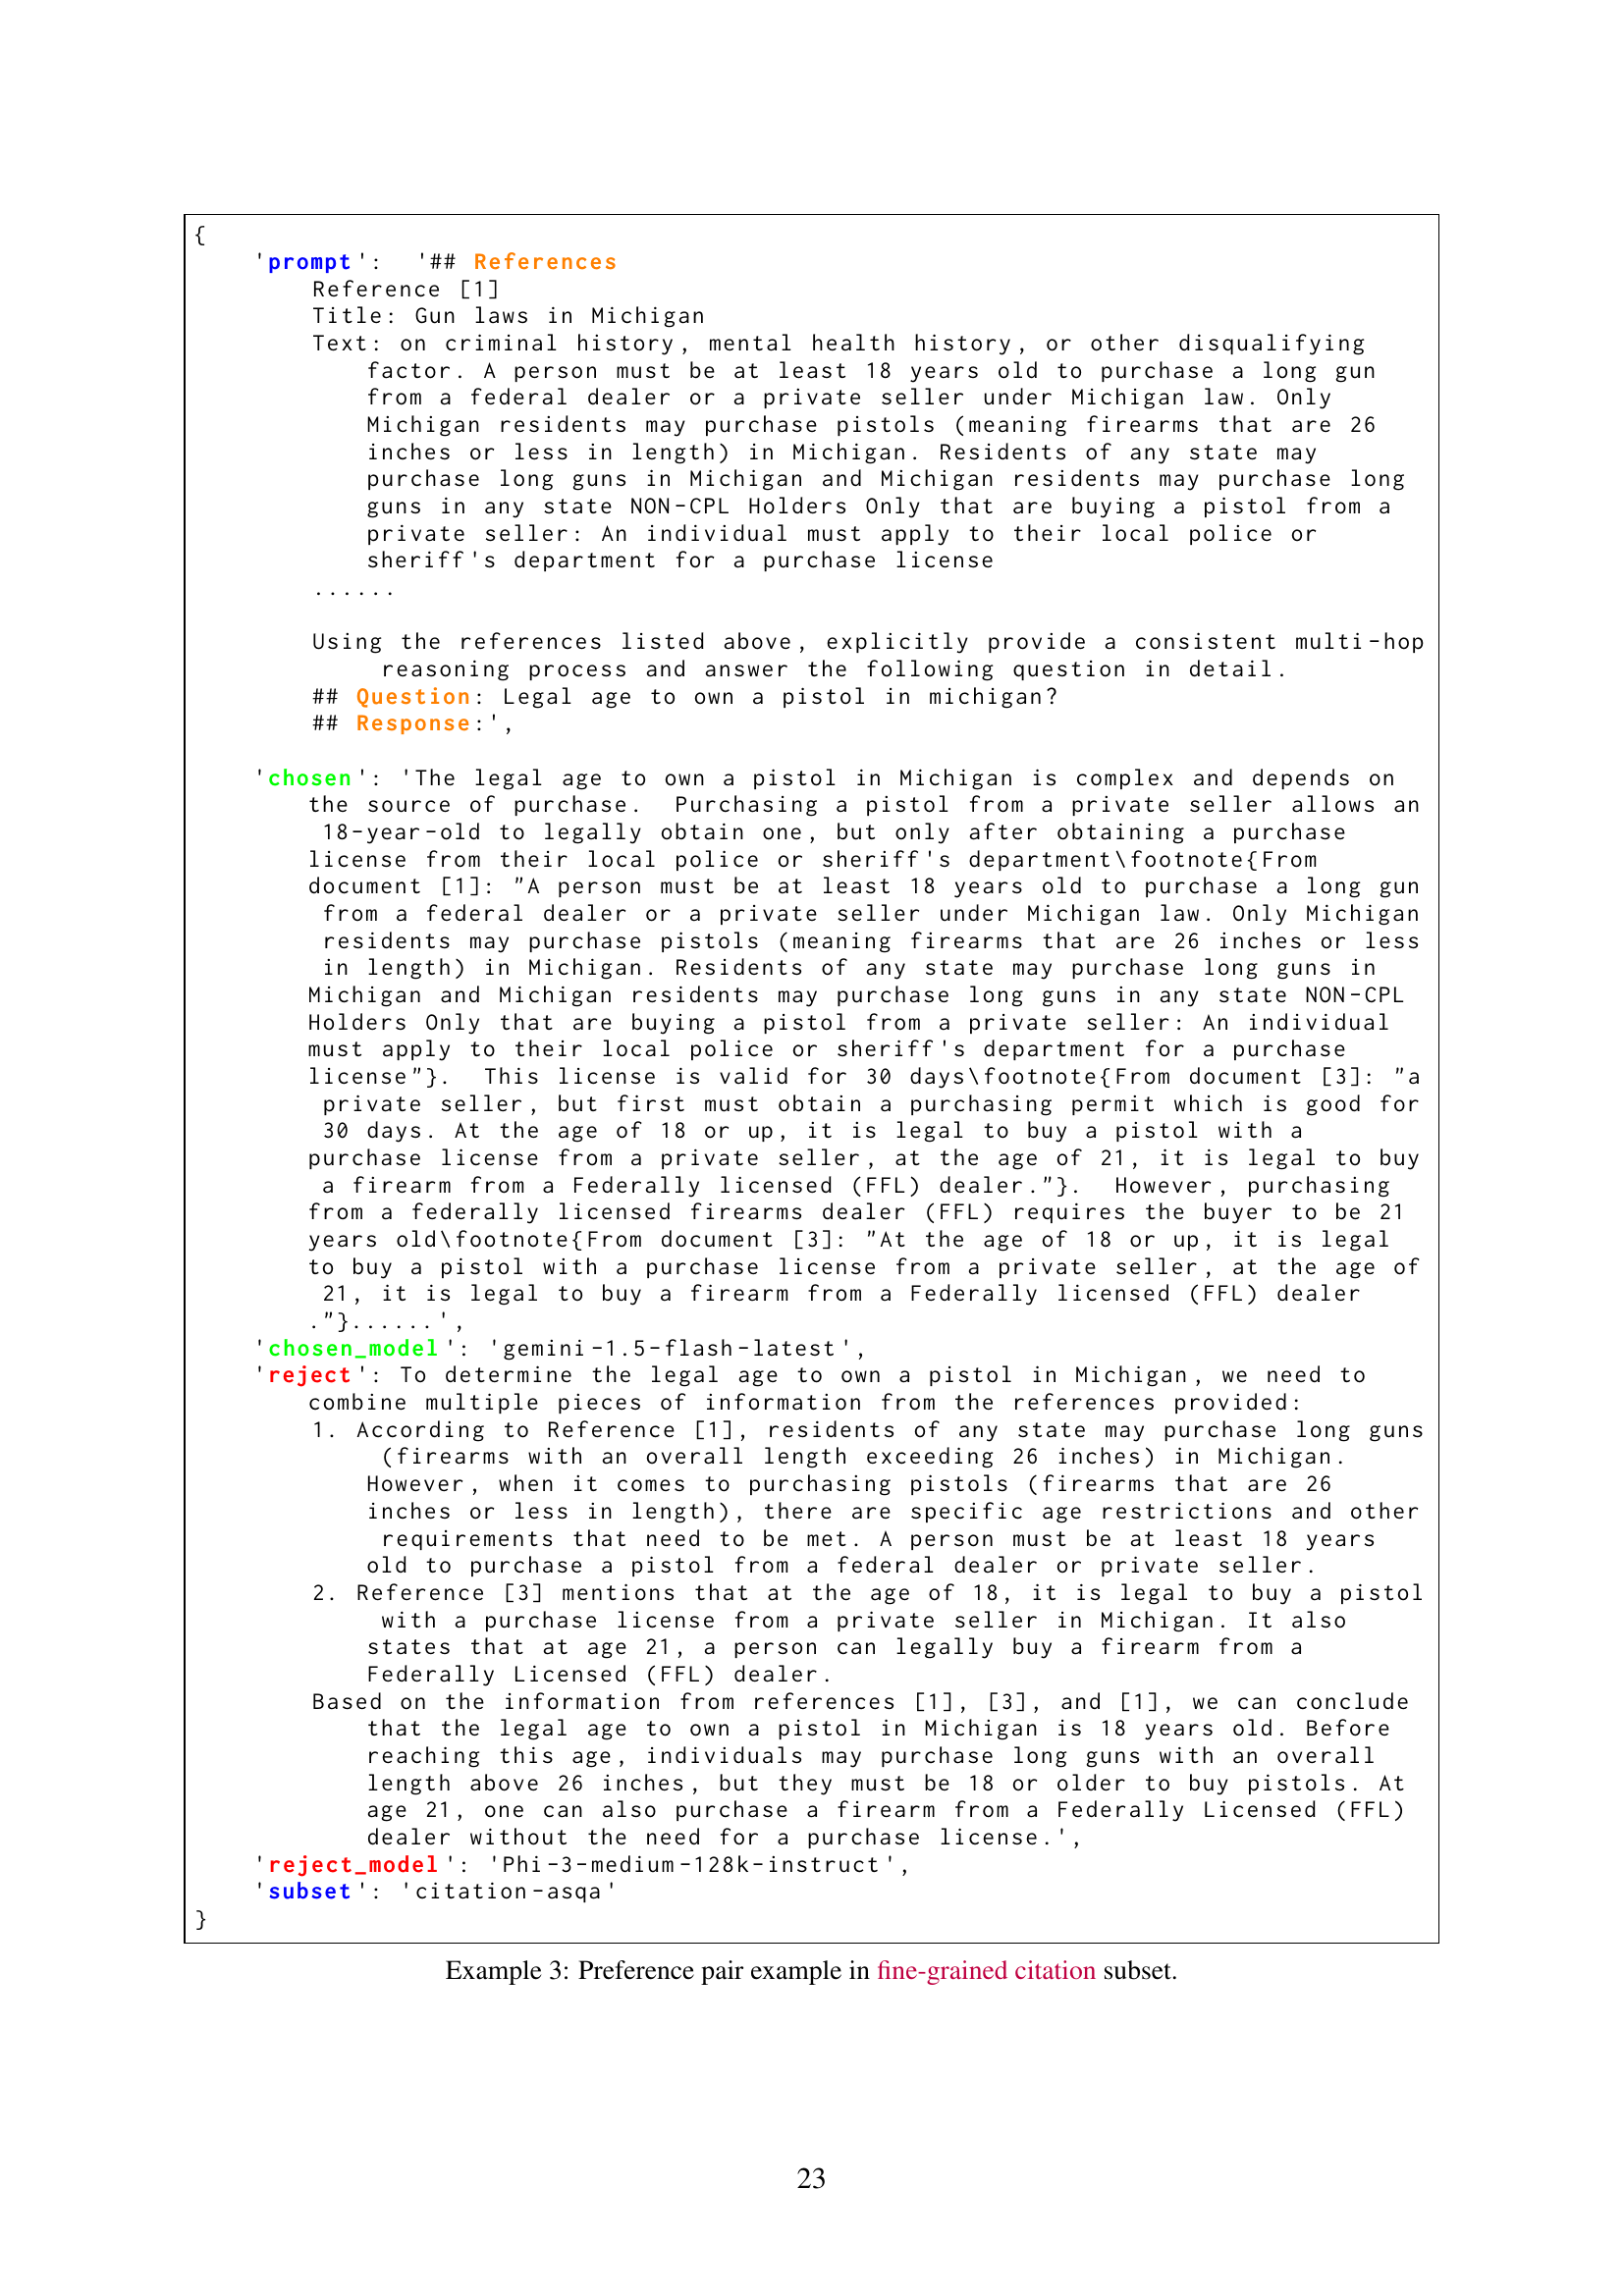 {
'prompt': '## References
Reference [1]
Title: Gun laws in Michigan
Text: on criminal history, mental health history, or other disqualifying
factor. A person must be at least 18 years old to purchase a long gun
from a federal dealer or a private seller under Michigan law. Only
Michigan residents may purchase pistols (meaning firearms that are 26
inches or less in length) in Michigan. Residents of any state may
purchase long guns in Michigan and Michigan residents may purchase long
guns in any state NON-CPL Holders Only that are buying a pistol from a
private seller: An individual must apply to their local police or
sheriff's department for a purchase license
......
Using the references listed above, explicitly provide a consistent multi-hop
reasoning process and answer the following question in detail.
## Question: Legal age to own a pistol in michigan?
## Response:',
'chosen': 'The legal age to own a pistol in Michigan is complex and depends on
the source of purchase. Purchasing a pistol from a private seller allows an
18-year-old to legally obtain one, but only after obtaining a purchase
license from their local police or sheriff's department\footnote{From
document [1]: "A person must be at least 18 years old to purchase a long gun
from a federal dealer or a private seller under Michigan law. Only Michigan
residents may purchase pistols (meaning firearms that are 26 inches or less
in length) in Michigan. Residents of any state may purchase long guns in
Michigan and Michigan residents may purchase long guns in any state NON-CPL
Holders Only that are buying a pistol from a private seller: An individual
must apply to their local police or sheriff's department for a purchase
license"}. This license is valid for 30 days\footnote{From document [3]: "a
private seller, but first must obtain a purchasing permit which is good for
30 days. At the age of 18 or up, it is legal to buy a pistol with a
purchase license from a private seller, at the age of 21, it is legal to buy
a firearm from a Federally licensed (FFL) dealer."}. However, purchasing
from a federally licensed firearms dealer (FFL) requires the buyer to be 21
years old\footnote{From document [3]: "At the age of 18 or up, it is legal
to buy a pistol with a purchase license from a private seller, at the age of
21, it is legal to buy a firearm from a Federally licensed (FFL) dealer
."}......',
'chosen_model': 'gemini-1.5-flash-latest',
'reject': To determine the legal age to own a pistol in Michigan, we need to
combine multiple pieces of information from the references provided:
1. According to Reference [1], residents of any state may purchase long guns
(firearms with an overall length exceeding 26 inches) in Michigan.
However, when it comes to purchasing pistols (firearms that are 26
inches or less in length), there are specific age restrictions and other
requirements that need to be met. A person must be at least 18 years
old to purchase a pistol from a federal dealer or private seller.
2. Reference [3] mentions that at the age of 18, it is legal to buy a pistol
with a purchase license from a private seller in Michigan. It also
states that at age 21, a person can legally buy a firearm from a
Federally Licensed (FFL) dealer.
Based on the information from references [1], [3], and [1], we can conclude
that the legal age to own a pistol in Michigan is 18 years old. Before
reaching this age, individuals may purchase long guns with an overall
length above 26 inches, but they must be 18 or older to buy pistols. At
age 21, one can also purchase a firearm from a Federally Licensed (FFL)
dealer without the need for a purchase license.',
'reject_model': 'Phi-3-medium-128k-instruct',
'subset': 'citation-asqa'
}
Example 3: Preference pair example in fine-grained citation subset.
23